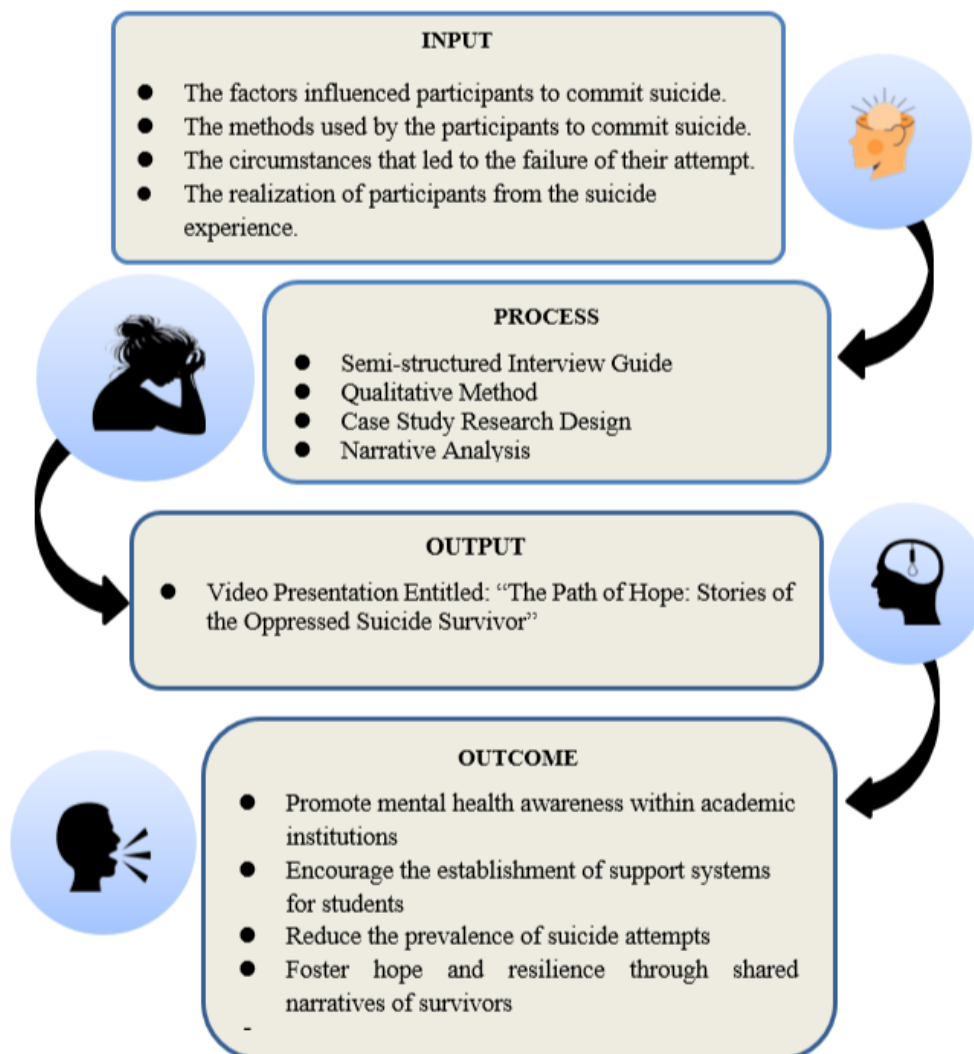 INPUT
● The factors influenced participants to commit suicide.
● The methods used by the participants to commit suicide.
● The circumstances that led to the failure of their attempt.
● The realization of participants from the suicide
experience.
PROCESS
● Semi-structured Interview Guide
● Qualitative Method
● Case Study Research Design
● Narrative Analysis
OUTPUT
● Video Presentation Entitled: “The Path of Hope: Stories of
the Oppressed Suicide Survivor”
OUTCOME
● Promote mental health awareness within academic
institutions
● Encourage the establishment of support systems
for students
● Reduce the prevalence of suicide attempts
● Foster hope and resilience through shared
narratives of survivors
-